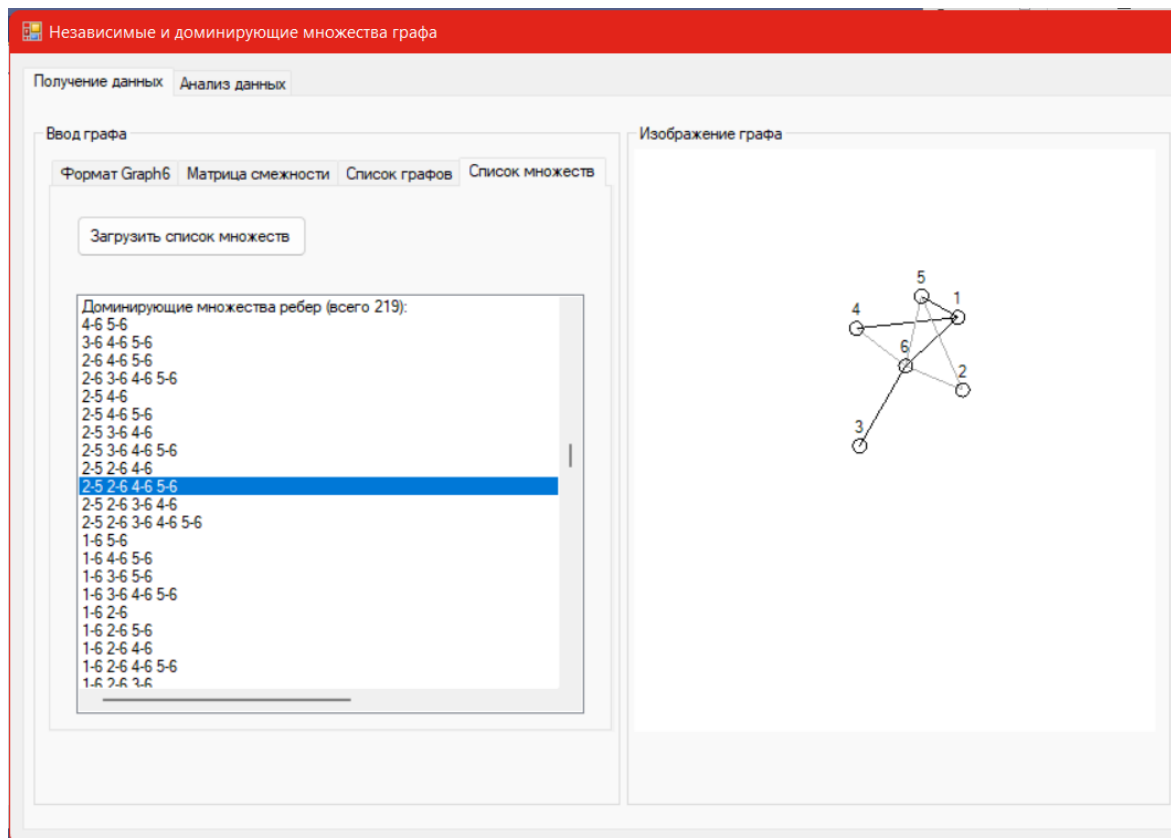 Независимые и доминирующие множества графа
Получение данных Анализ данных
Ввод графа
Формат Graph6 Матрица смежности Список графов Список множеств
Загрузить список множеств
Доминирующие множества ребер (всего 219):
4-6 5-6
3-6 4-6 5-6
2-6 4-6 5-6
2-6 3-6 4-6 5-6
2-5 4-6
2-5 4-6 5-6
2-5 3-6 4-6
2-5 3-6 4-6 5-6
2-5 2-6 4-6
2-5 2-6 4-6 5-6
2-5 2-6 3-6 4-6
2-5 2-6 3-6 4-6 5-6
1-6 5-6
1-6 4-6 5-6
1-6 3-6 5-6
1-6 3-6 4-6 5-6
1-6 2-6
1-6 2-6 5-6
1-6 2-6 4-6
1-6 2-6 4-6 5-6
1-6 2-6 3-6
Изображение графа
5
1
4
6
2
3